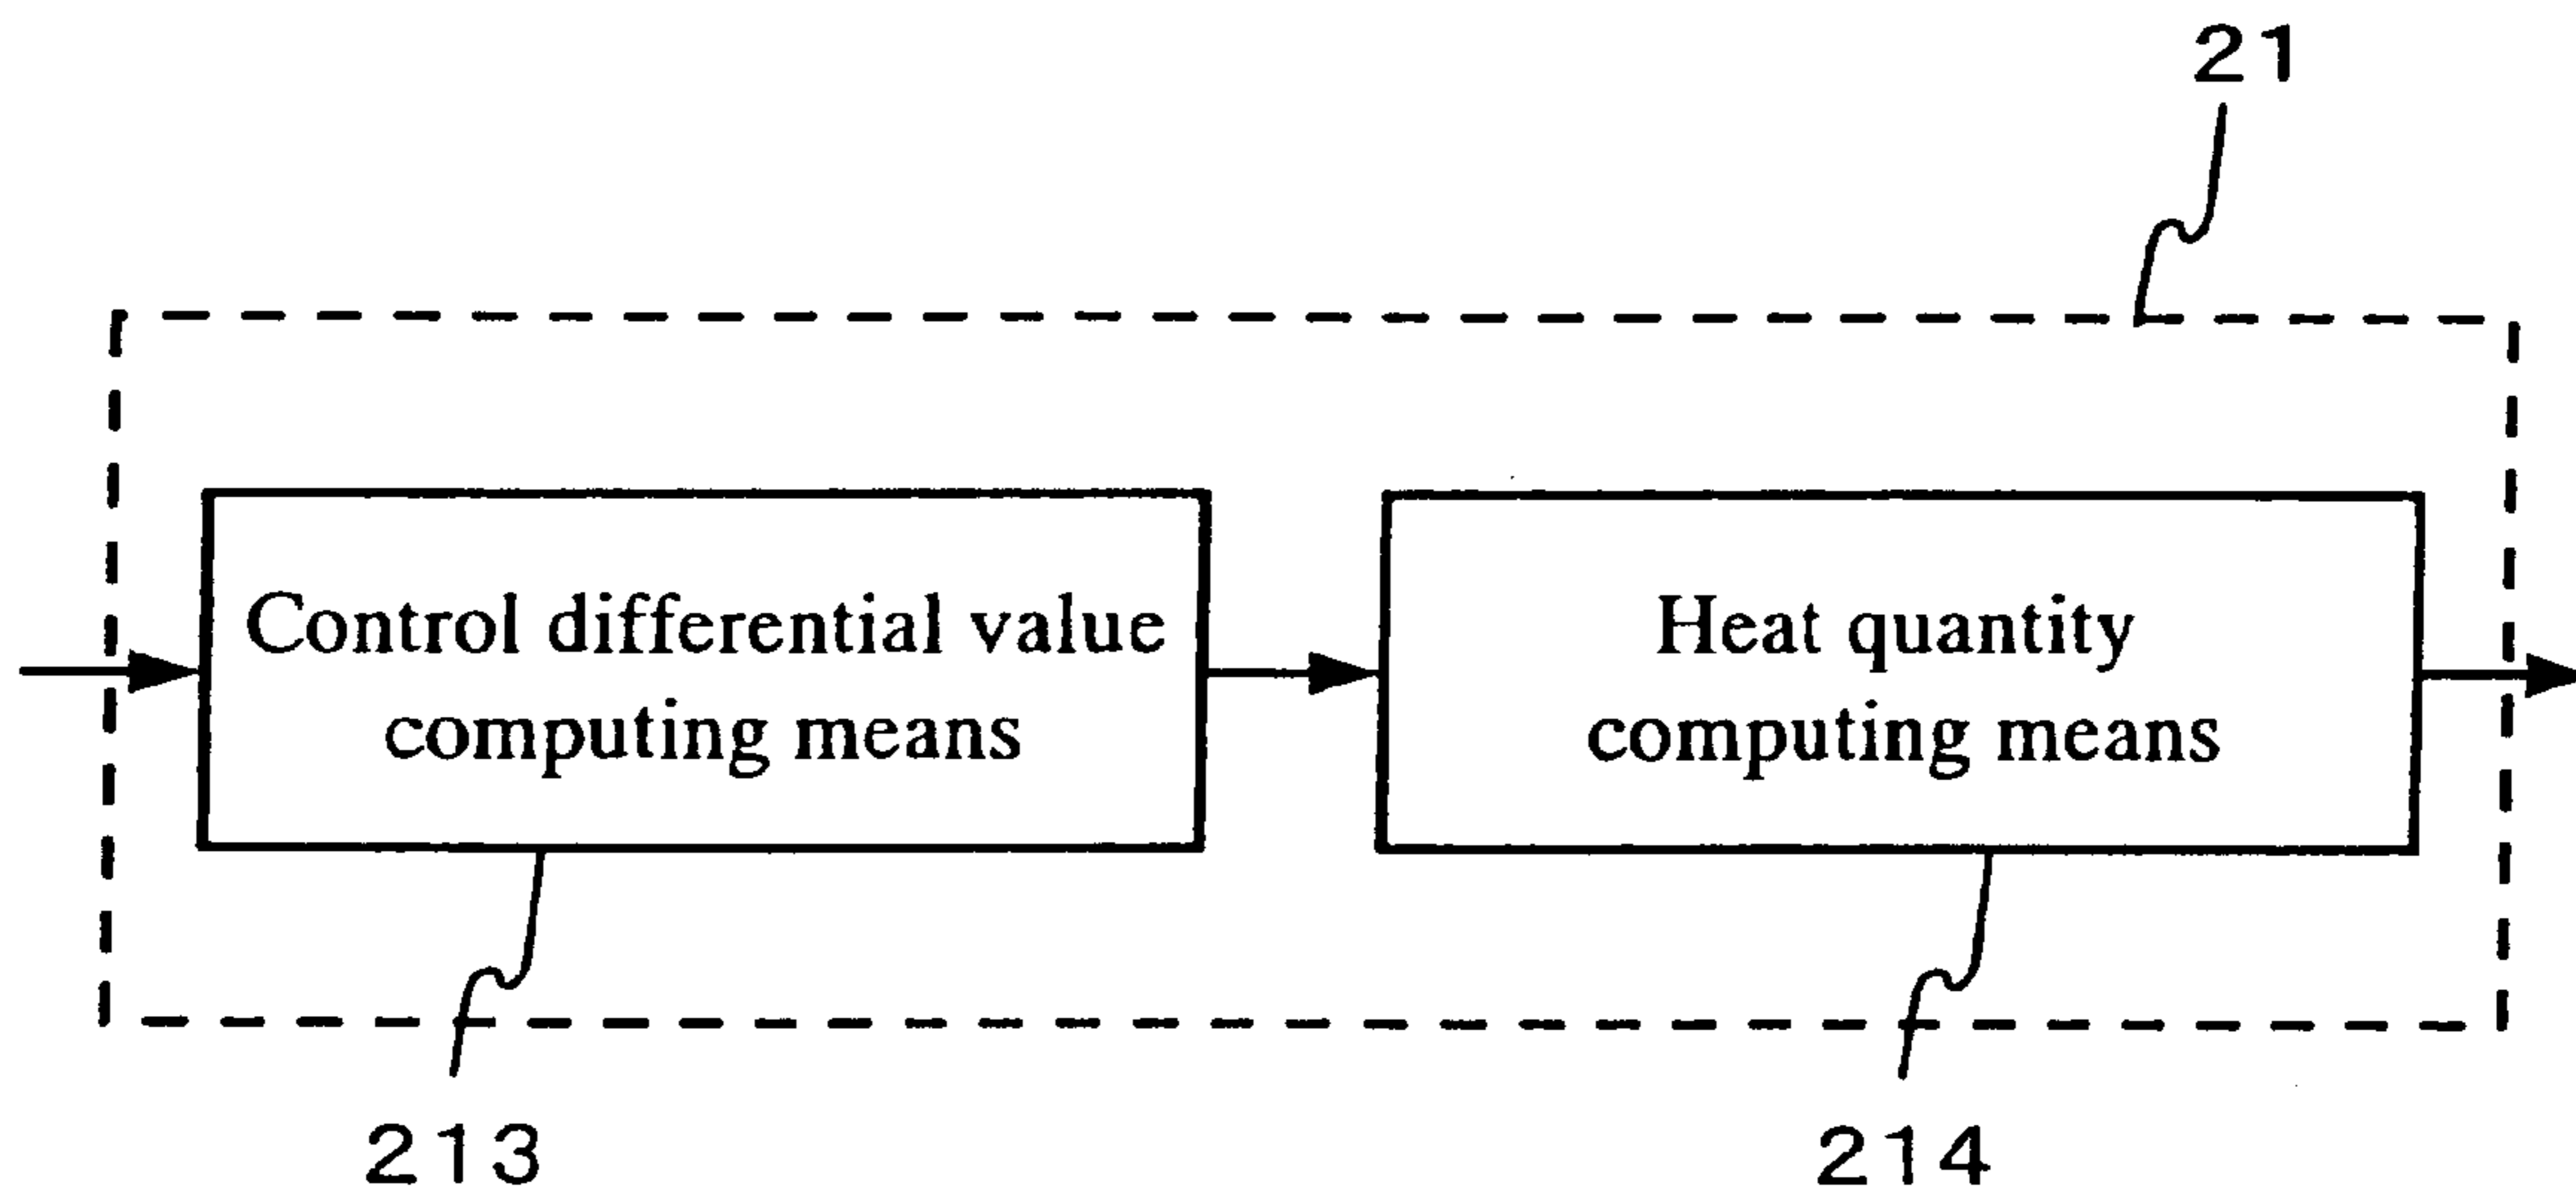 21
Control differential value
computing means
Heat quantity
computing means
213
214